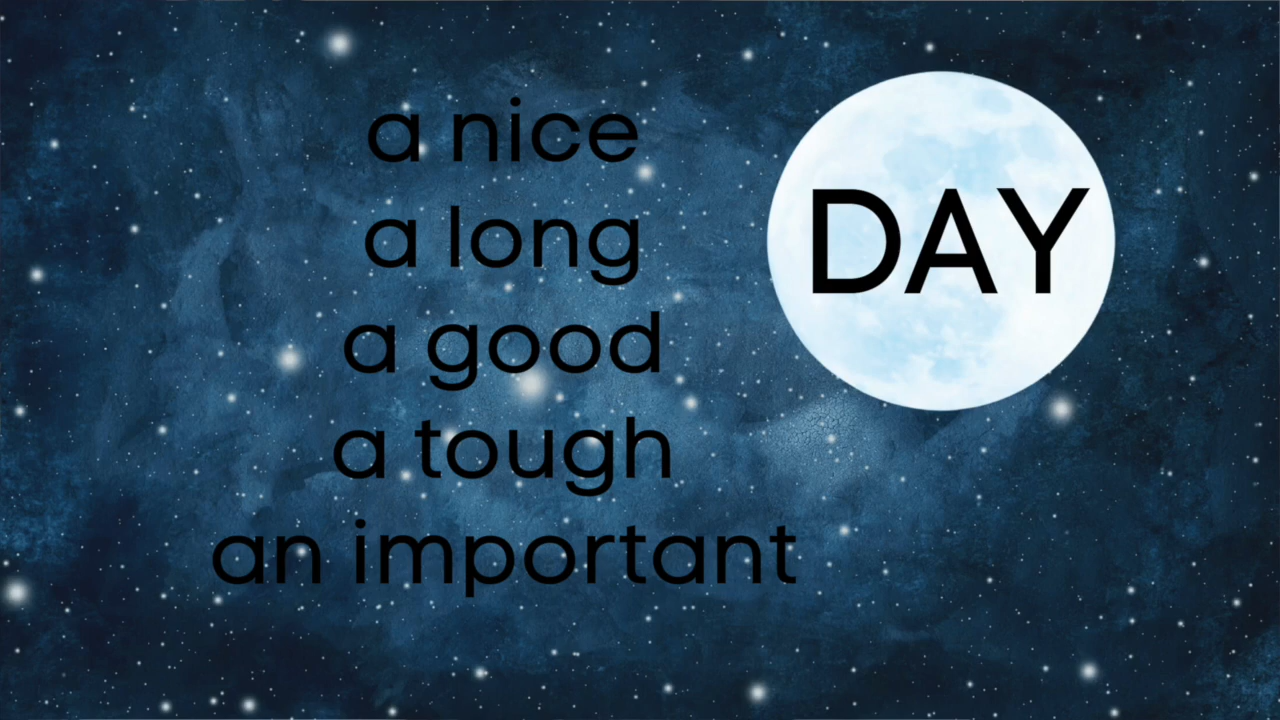 a nice
a long
a good
a tough
an important
DAY